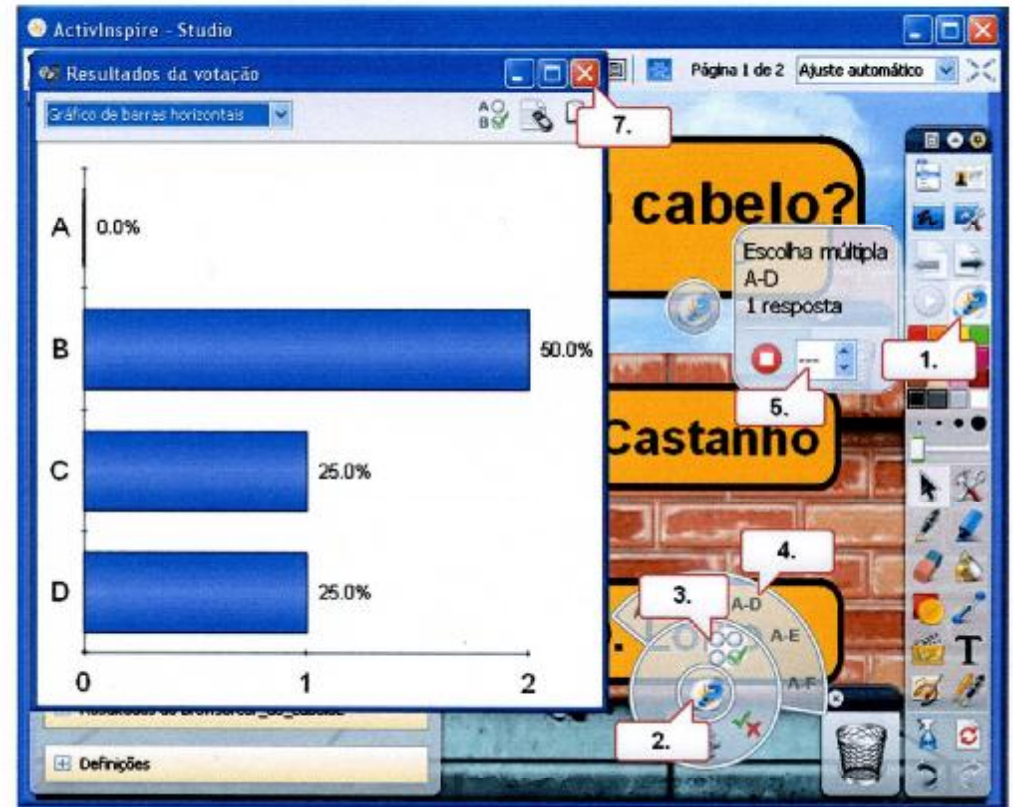 ActivInspire - Studio
Resultados da votação
Página 1 de 2 Ajuste automático
Gráfico de barras horizontais
A
B
7.
A 0.0%
B 50.0%
C 25.0%
D 25.0%
0 1 2
cabelo?
Escolha múltipla
A-D
1 resposta
---
1.
5.
Castanho
4.
3.
A-D
A-E
A-F
2.
T
Definições